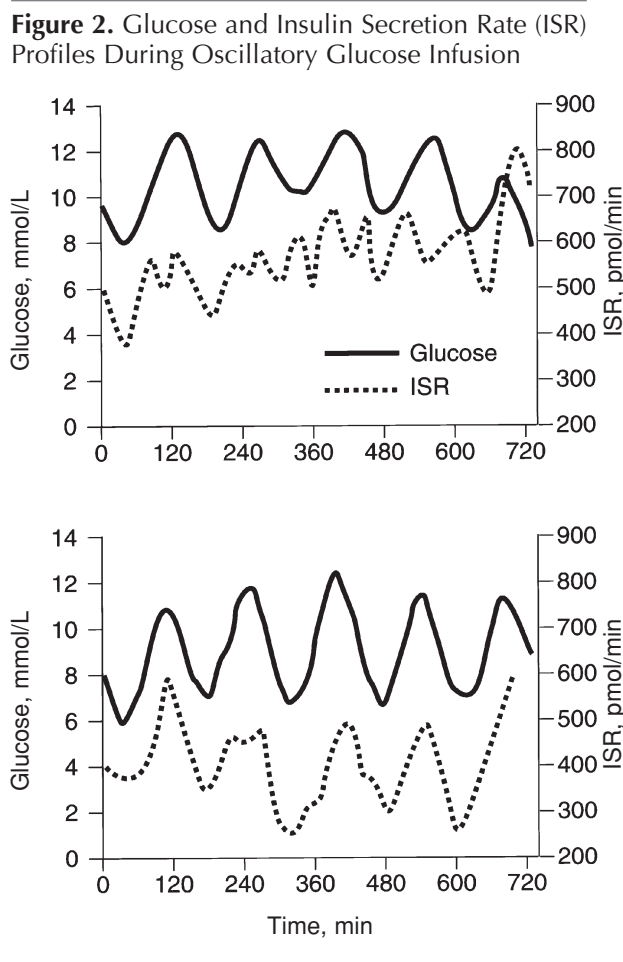 Figure 2. Glucose and Insulin Secretion Rate (ISR)
Profiles During Oscillatory Glucose Infusion
Glucose, mmol/L
14
12
10
8
6
4
2
0
0 120 240 360 480 600 720
900
800
700
600
500
400
300
200
ISR, pmol/min
Glucose
ISR
Glucose, mmol/L
14
12
10
8
6
4
2
0
0 120 240 360 480 600 720
900
800
700
600
500
400
300
200
ISR, pmol/min
Time, min